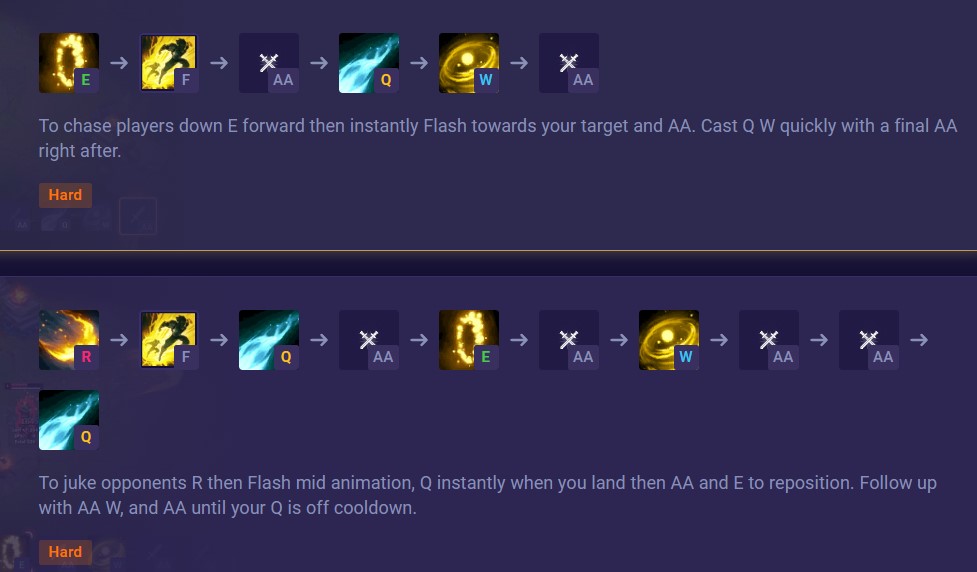 E F AA Q W AA
To chase players down E forward then instantly Flash towards your target and AA. Cast Q W quickly with a final AA
right after.
Hard
R F Q AA E AA W AA AA
Q
To juke opponents R then Flash mid animation, Q instantly when you land then AA and E to reposition. Follow up
with AA W, and AA until your Q is off cooldown.
Hard